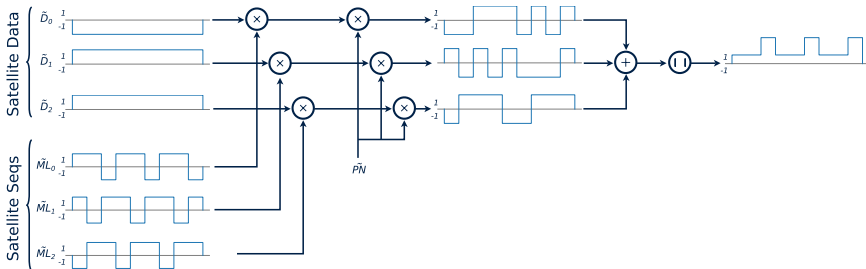 Satellite Data
D̃₀ 1 -1
D̃₁ 1 -1
D̃₂ 1 -1
× × 1 -1
× × 1 -1 + | | 1 -1
× × 1 -1
Satellite Seqs
M̃L₀ 1 -1
M̃L₁ 1 -1
M̃L₂ 1 -1
P̃N